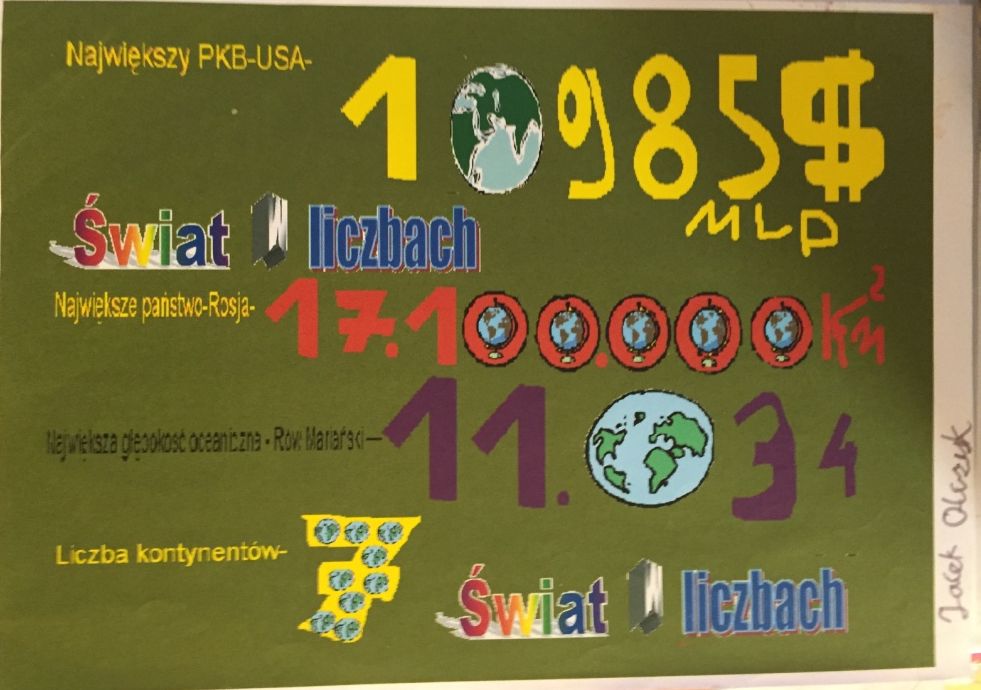 Największy PKB-USA- 10985$
MLD
Świat W liczbach
Największe państwo-Rosja- 17.100.000 Km²
Największa głębokość oceaniczna - Rów Mariański — 11.034
Liczba kontynentów- 7
Świat W liczbach
Jacek Olczyk